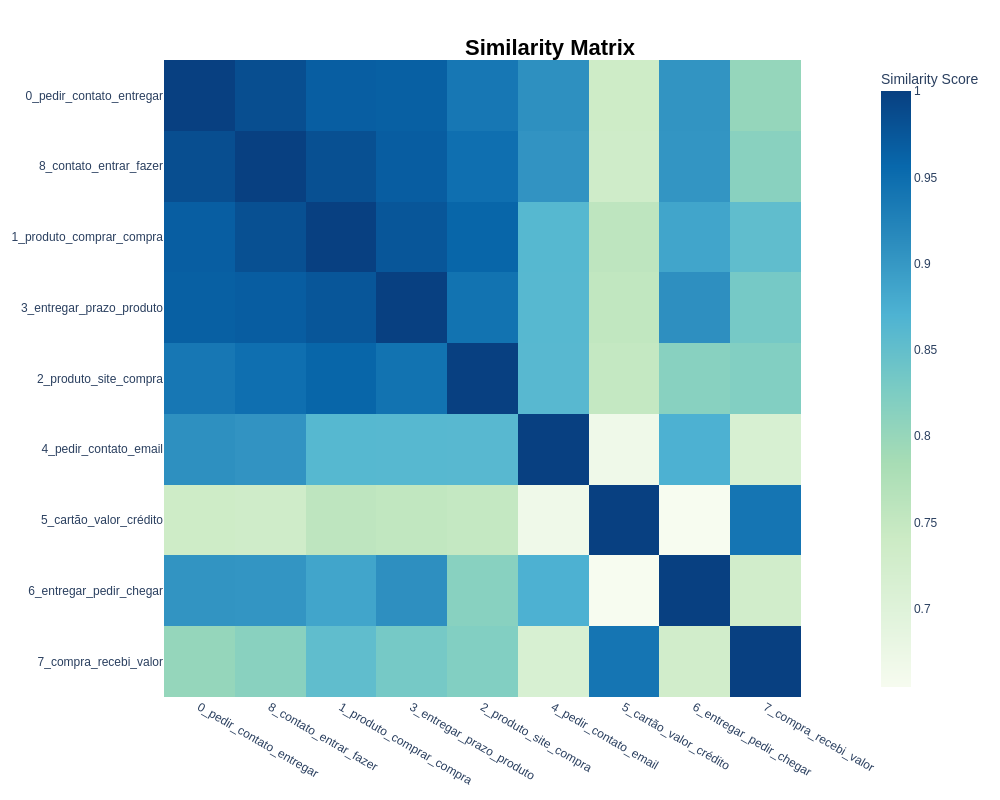 Similarity Matrix
0_pedir_contato_entregar
8_contato_entrar_fazer
1_produto_comprar_compra
3_entregar_prazo_produto
2_produto_site_compra
4_pedir_contato_email
5_cartão_valor_crédito
6_entregar_pedir_chegar
7_compra_recebi_valor
0_pedir_contato_entregar
8_contato_entrar_fazer
1_produto_comprar_compra
3_entregar_prazo_produto
2_produto_site_compra
4_pedir_contato_email
5_cartão_valor_crédito
6_entregar_pedir_chegar
7_compra_recebi_valor
Similarity Score
1
0.95
0.9
0.85
0.8
0.75
0.7